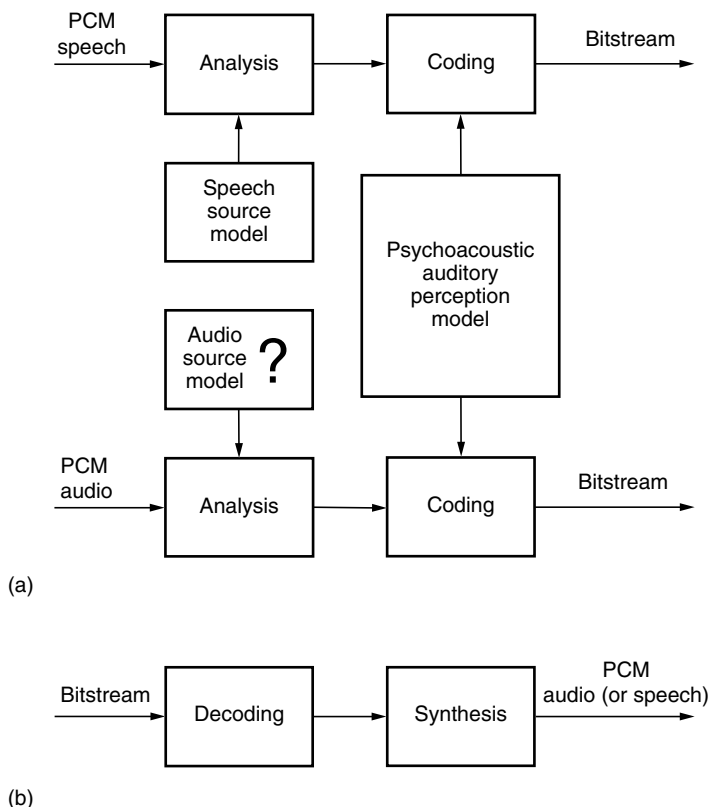 PCM
speech
Analysis
Coding
Bitstream
Speech
source
model
Psychoacoustic
auditory
perception
model
Audio
source
model
?
PCM
audio
Analysis
Coding
Bitstream
(a)
Bitstream
Decoding
Synthesis
PCM
audio (or speech)
(b)